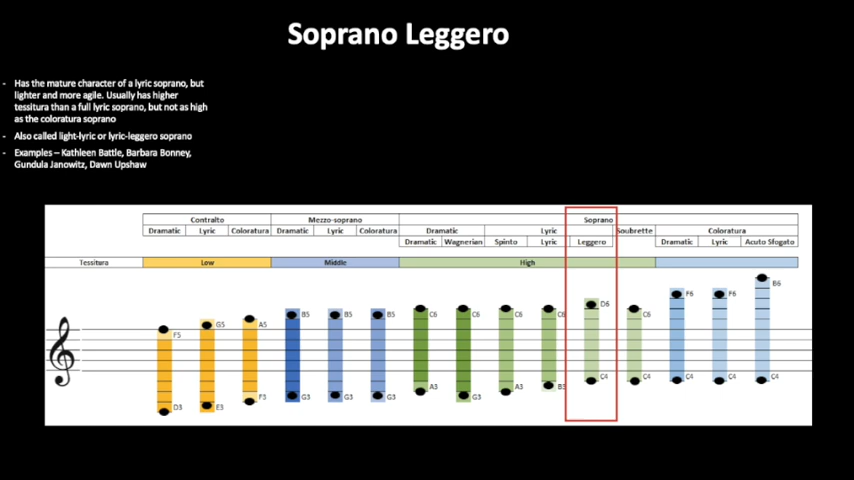 Soprano Leggero
- Has the mature character of a lyric soprano, but
lighter and more agile. Usually has higher
tessitura than a full lyric soprano, but not as high
as the coloratura soprano
- Also called light-lyric or lyric-leggero soprano
- Examples – Kathleen Battle, Barbara Bonney,
Gundula Janowitz, Dawn Upshaw
Contralto Mezzo-soprano Soprano
Dramatic Lyric Coloratura Dramatic Lyric Coloratura Dramatic Lyric Soubrette Coloratura
Dramatic Wagnerian Spinto Lyric Leggero Dramatic Lyric Acuto Sfogato
Tessitura Low Middle High
F5 G5 A5 B5 B5 B5 C6 C6 C6 C6 D6 C6 F6 F6 B6
D3 E3 F3 G3 G3 G3 A3 G3 A3 B3 C4 C4 C4 C4 C4